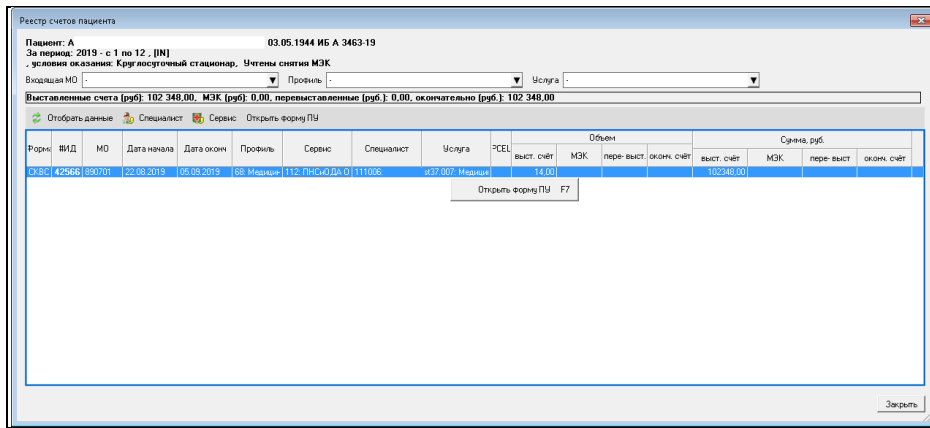 Реестр счетов пациента
Пациент: А 03.05.1944 ИБ А 3463-19
За период: 2019 - с 1 по 12 , [IN]
, условия оказания: Круглосуточный стационар, Учтены снятия МЭК
Входящая МО - Профиль - Услуга -
Выставленные счета (руб): 102 348,00, МЭК (руб): 0,00, перевыставленные (руб.): 0,00, окончательно (руб.): 102 348,00
Отобрать данные Специалист Сервис Открыть форму ПУ
Форма #ИД МО Дата начала Дата оконч Профиль Сервис Специалист Услуга PCEL Объем Сумма, руб.
выст. счёт МЭК пере- выст. оконч. счёт выст. счёт МЭК пере- выст оконч. счёт
СКВС 42566 890701 22.08.2019 05.09.2019 68: Медицин 112: ПНСиОДА О 111006: st37.007: Медицин 14,00 102348,00
Открыть форму ПУ F7
Закрыть